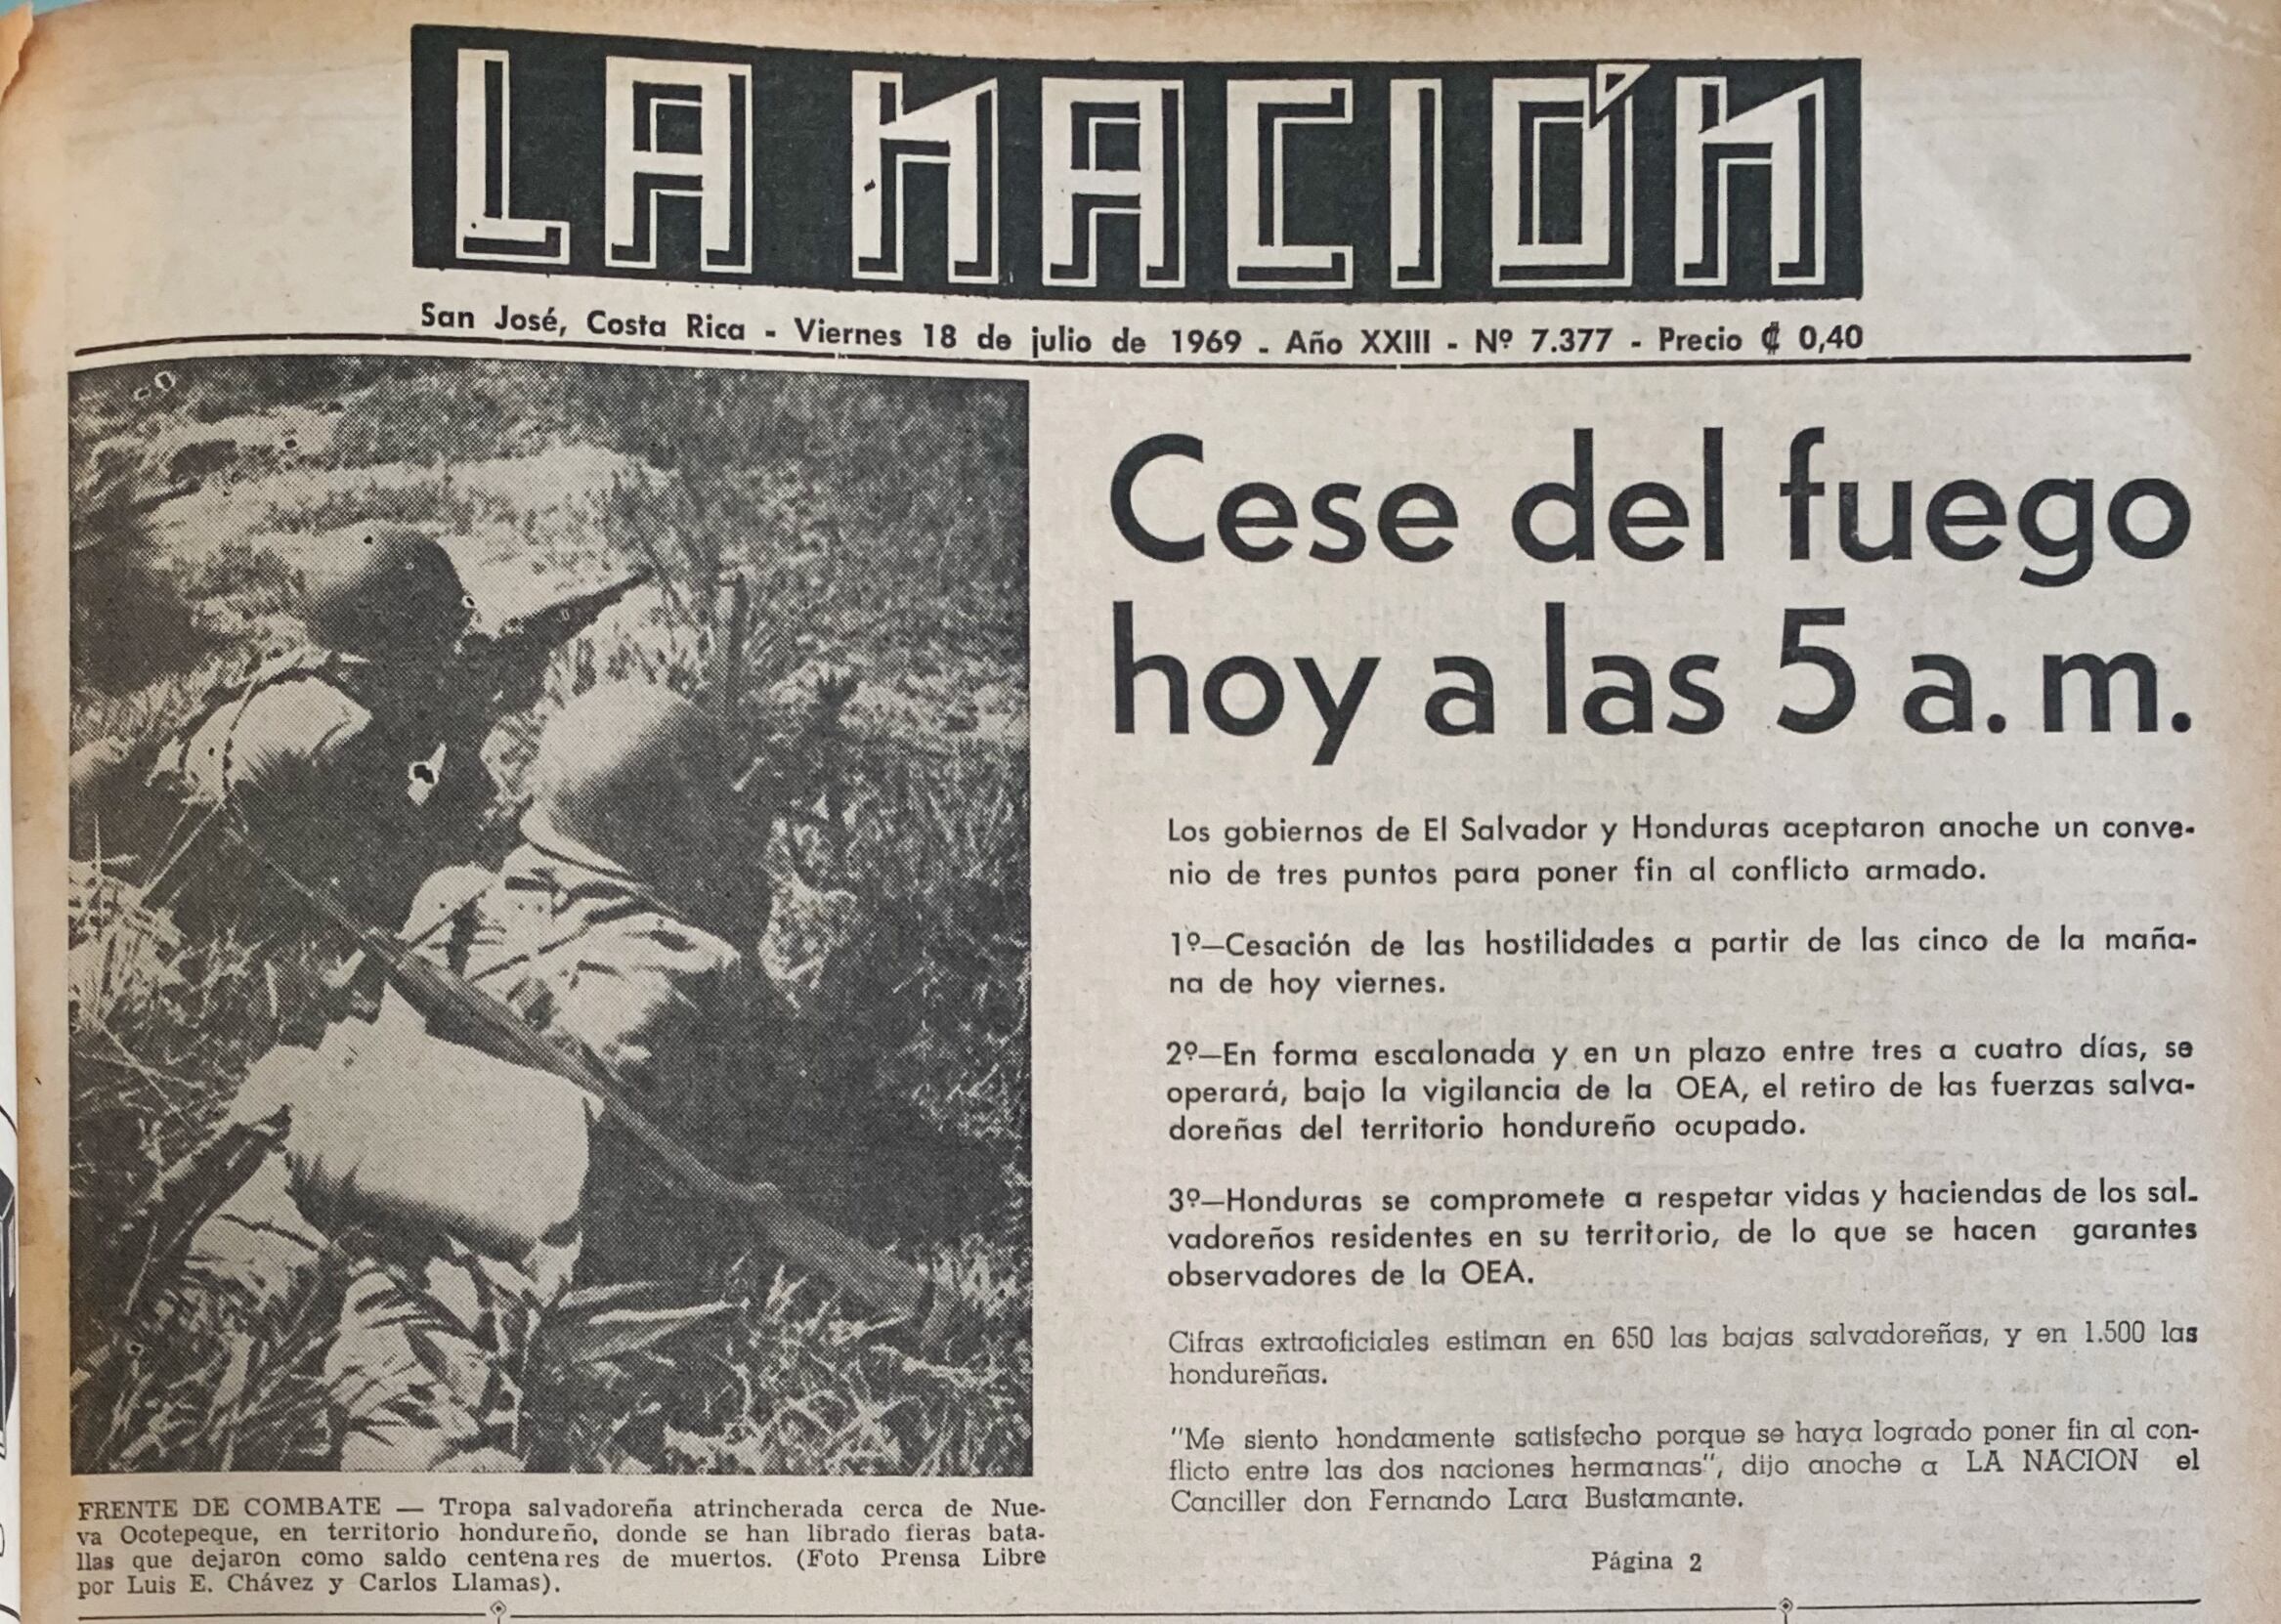 LA NACIÓN
San José, Costa Rica - Viernes 18 de julio de 1969 - Año XXIII - Nº 7.377 - Precio ₡ 0,40
Cese del fuego
hoy a las 5 a. m.
Los gobiernos de El Salvador y Honduras aceptaron anoche un conve-
nio de tres puntos para poner fin al conflicto armado.
1º—Cesación de las hostilidades a partir de las cinco de la maña-
na de hoy viernes.
2º—En forma escalonada y en un plazo entre tres a cuatro días, se
operará, bajo la vigilancia de la OEA, el retiro de las fuerzas salva-
doreñas del territorio hondureño ocupado.
3º—Honduras se compromete a respetar vidas y haciendas de los sal-
vadoreños residentes en su territorio, de lo que se hacen garantes
observadores de la OEA.
Cifras extraoficiales estiman en 650 las bajas salvadoreñas, y en 1.500 las
hondureñas.
"Me siento hondamente satisfecho porque se haya logrado poner fin al con-
flicto entre las dos naciones hermanas", dijo anoche a LA NACION el
Canciller don Fernando Lara Bustamante.
Página 2
FRENTE DE COMBATE — Tropa salvadoreña atrincherada cerca de Nue-
va Ocotepeque, en territorio hondureño, donde se han librado fieras bata-
llas que dejaron como saldo centenares de muertos. (Foto Prensa Libre
por Luis E. Chávez y Carlos Llamas).